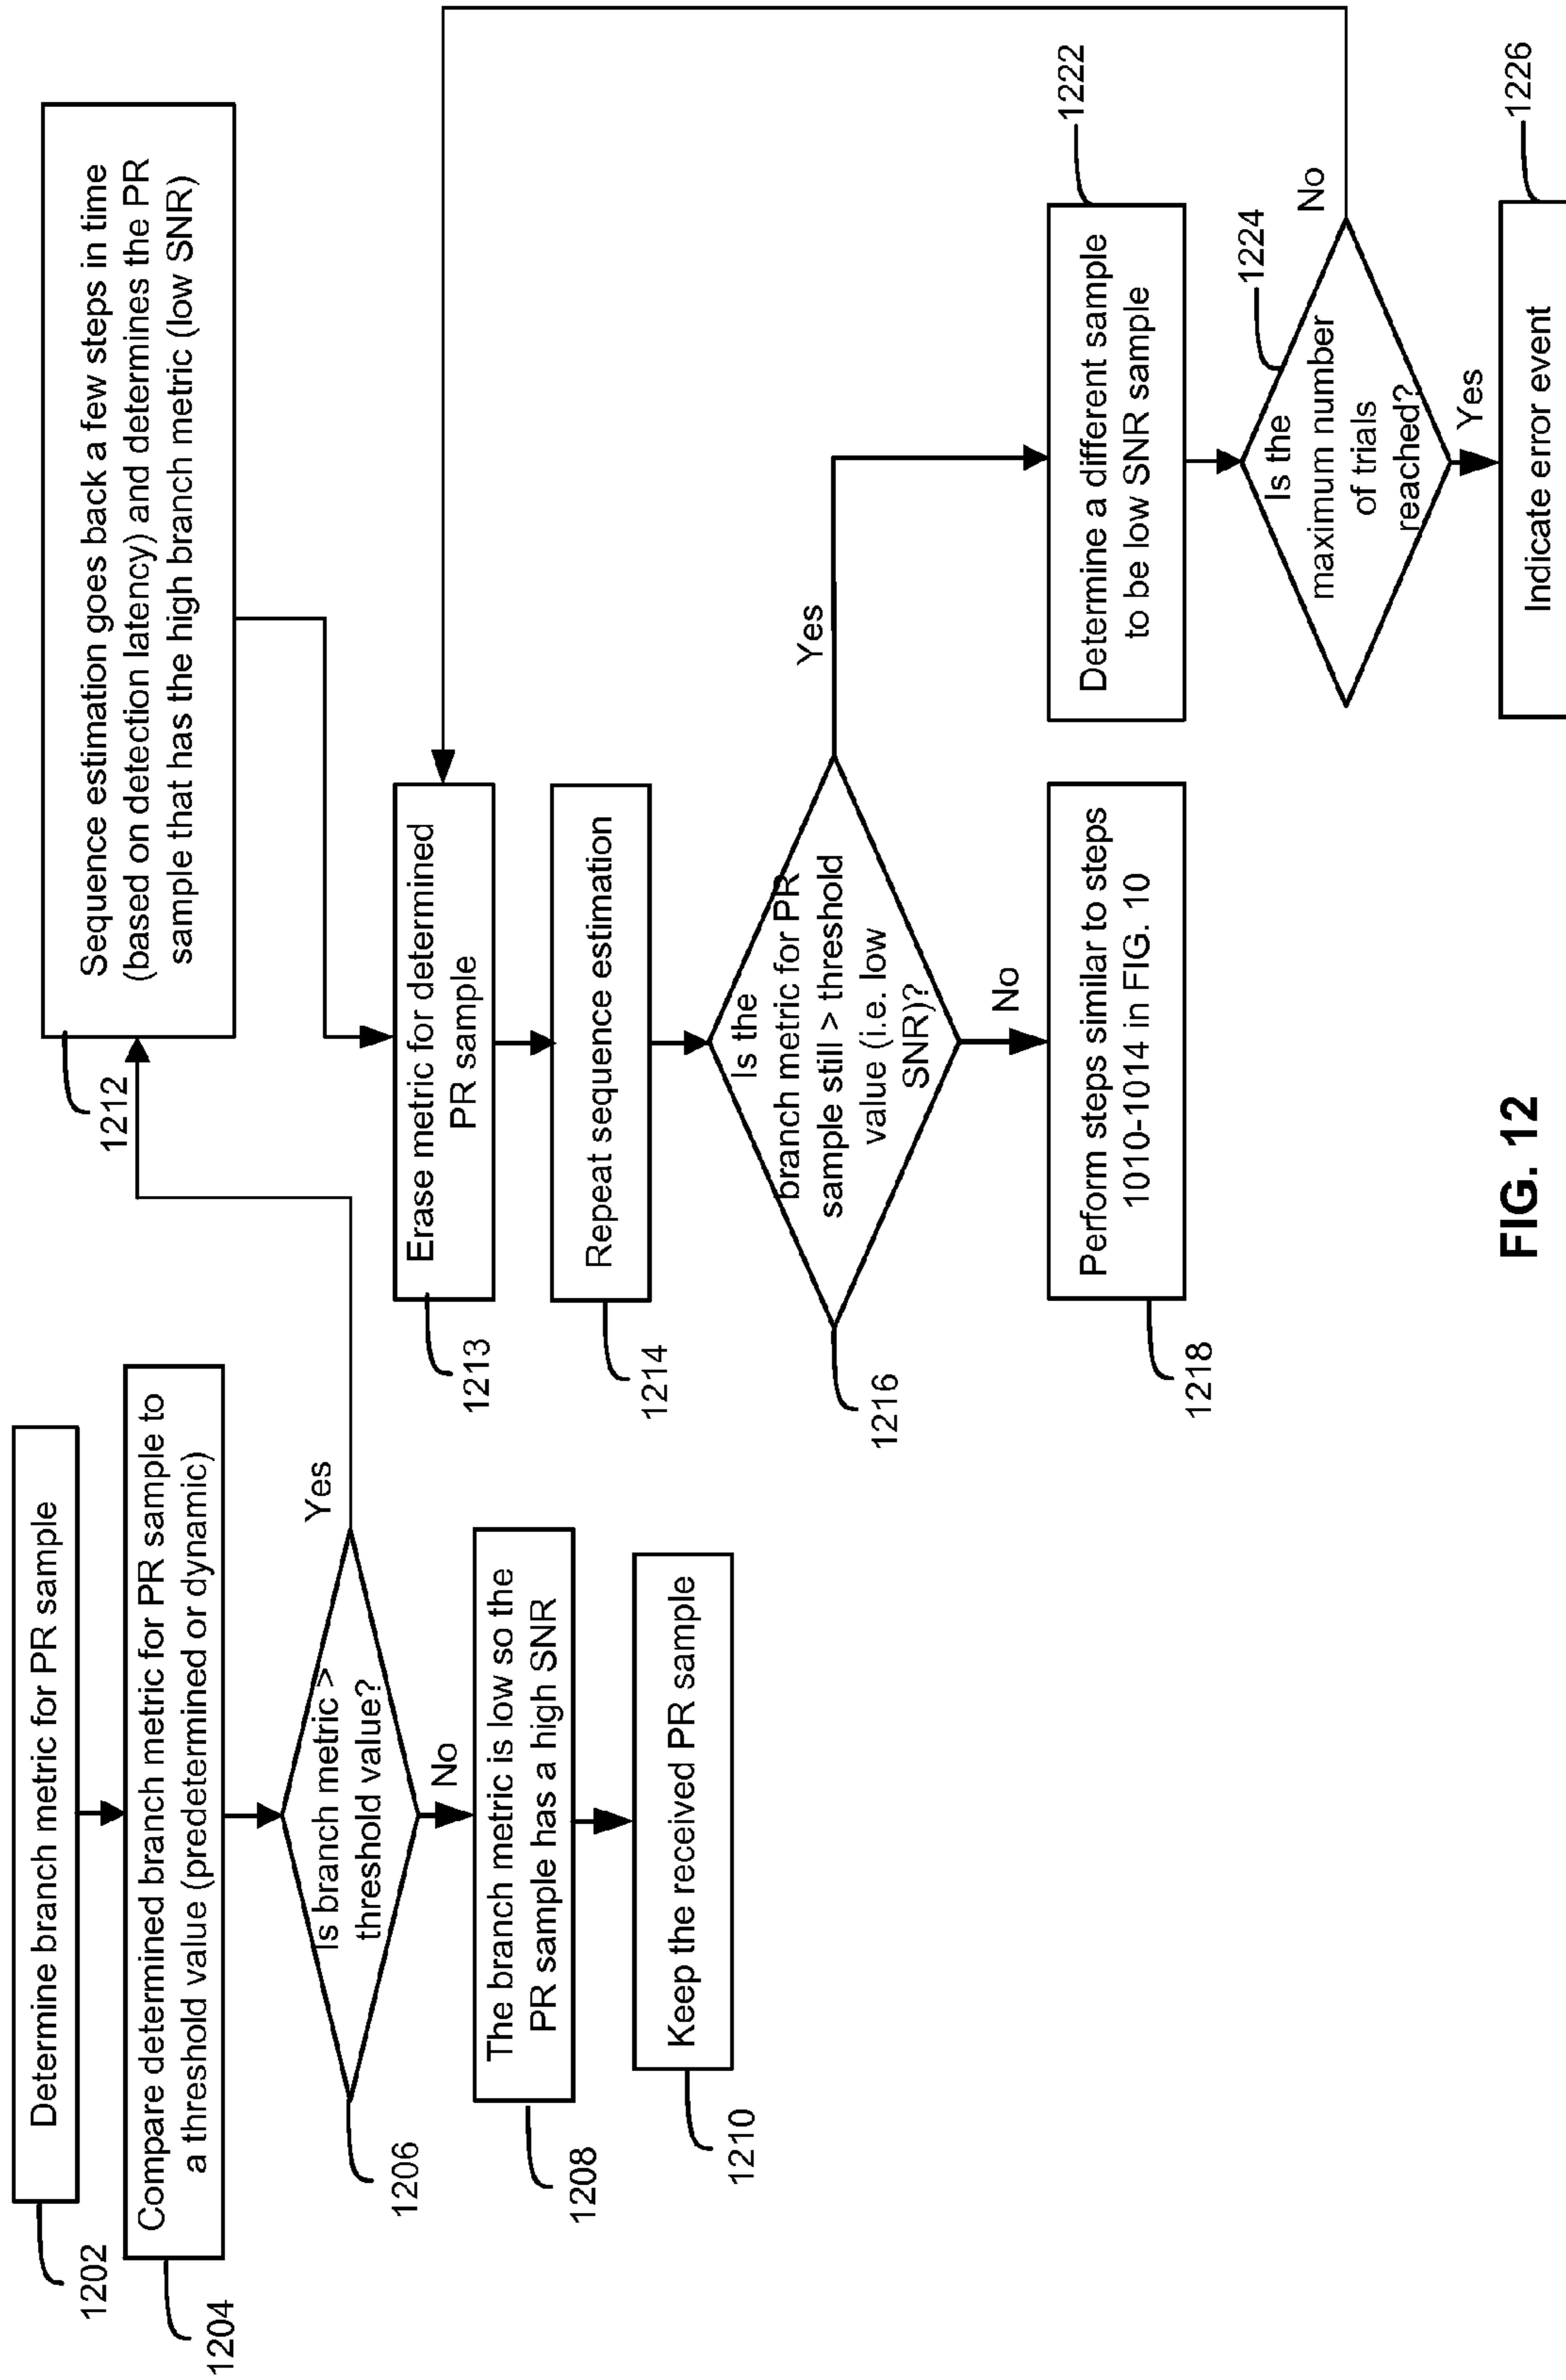 Determine branch metric for PR sample
1202
Compare determined branch metric for PR sample to
a threshold value (predetermined or dynamic)
1204
Is branch metric >
threshold value?
Yes
No
1206
The branch metric is low so the
PR sample has a high SNR
1208
Keep the received PR sample
1210
Sequence estimation goes back a few steps in time
(based on detection latency) and determines the PR
sample that has the high branch metric (low SNR)
1212
Erase metric for determined
PR sample
1213
Repeat sequence estimation
1214
Is the
branch metric for PR
sample still > threshold
value (i.e. low
SNR)?
Yes
No
1216
Perform steps similar to steps
1010-1014 in FIG. 10
1218
Determine a different sample
to be low SNR sample
1222
Is the
maximum number
of trials
reached?
1224
No
Yes
Indicate error event
1226
FIG. 12